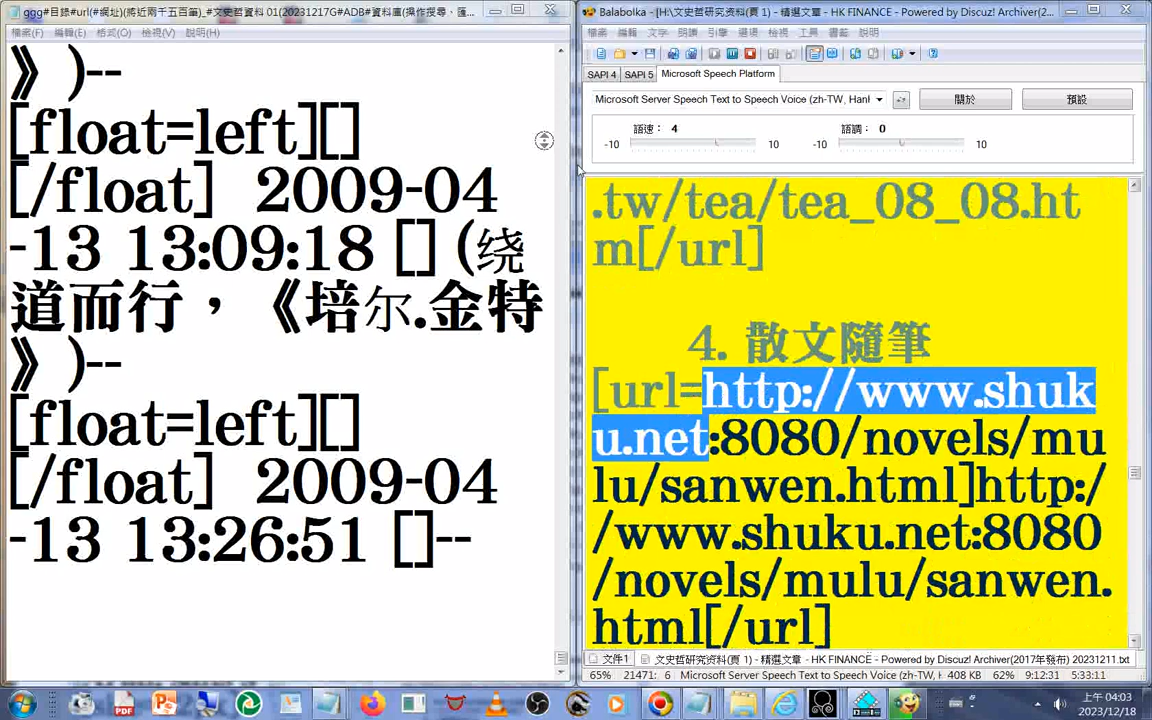 ggg#目錄#url(#網址)(將近兩千五百筆)_#文史哲資料 01(20231217G#ADB#資料庫(操作搜尋、匯...
檔案(F) 編輯(E) 格式(O) 檢視(V) 說明(H)
》 )--
[float=left][]
[/float] 2009-04
-13 13:09:18 [] (绕
道而行，《培尔.金特
》 )--
[float=left][]
[/float] 2009-04
-13 13:26:51 []--
Balabolka - [H:\文史哲研究资料(頁 1) - 精選文章 - HK FINANCE - Powered by Discuz! Archiver(2...
檔案 編輯 文字 朗讀 引擎 選項 檢視 工具 書籤 說明
SAPI 4 SAPI 5 Microsoft Speech Platform
Microsoft Server Speech Text to Speech Voice (zh-TW, HanH 關於 預設
語速： 4 語調： 0
-10 10 -10 10
.tw/tea/tea_08_08.ht
m[/url]
4. 散文隨筆
[url=http://www.shuk
u.net:8080/novels/mu
lu/sanwen.html]http:/
/www.shuku.net:8080
/novels/mulu/sanwen.
html[/url]
文件1 文史哲研究资料(頁 1) - 精選文章 - HK FINANCE - Powered by Discuz! Archiver(2017年發布) 20231211.txt
65% 21471: 6 Microsoft Server Speech Text to Speech Voice (zh-TW, H 408 KB 62% 9:12:31 5:33:11
上午 04:03
2023/12/18